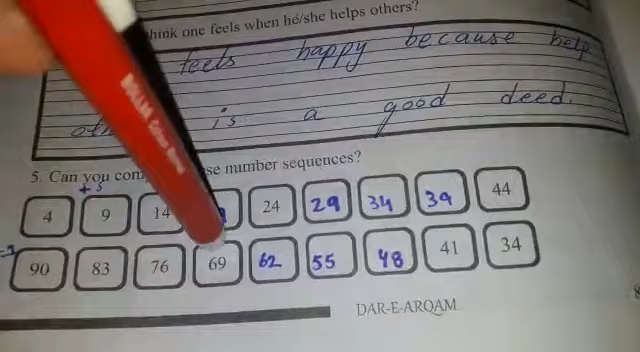 think one feels when he/she helps others?
feels happy because help
is a good deed.
5. Can you com se number sequences?
+5
4 9 14 24 29 34 39 44
90 83 76 69 62 55 48 41 34
DAR-E-ARQAM